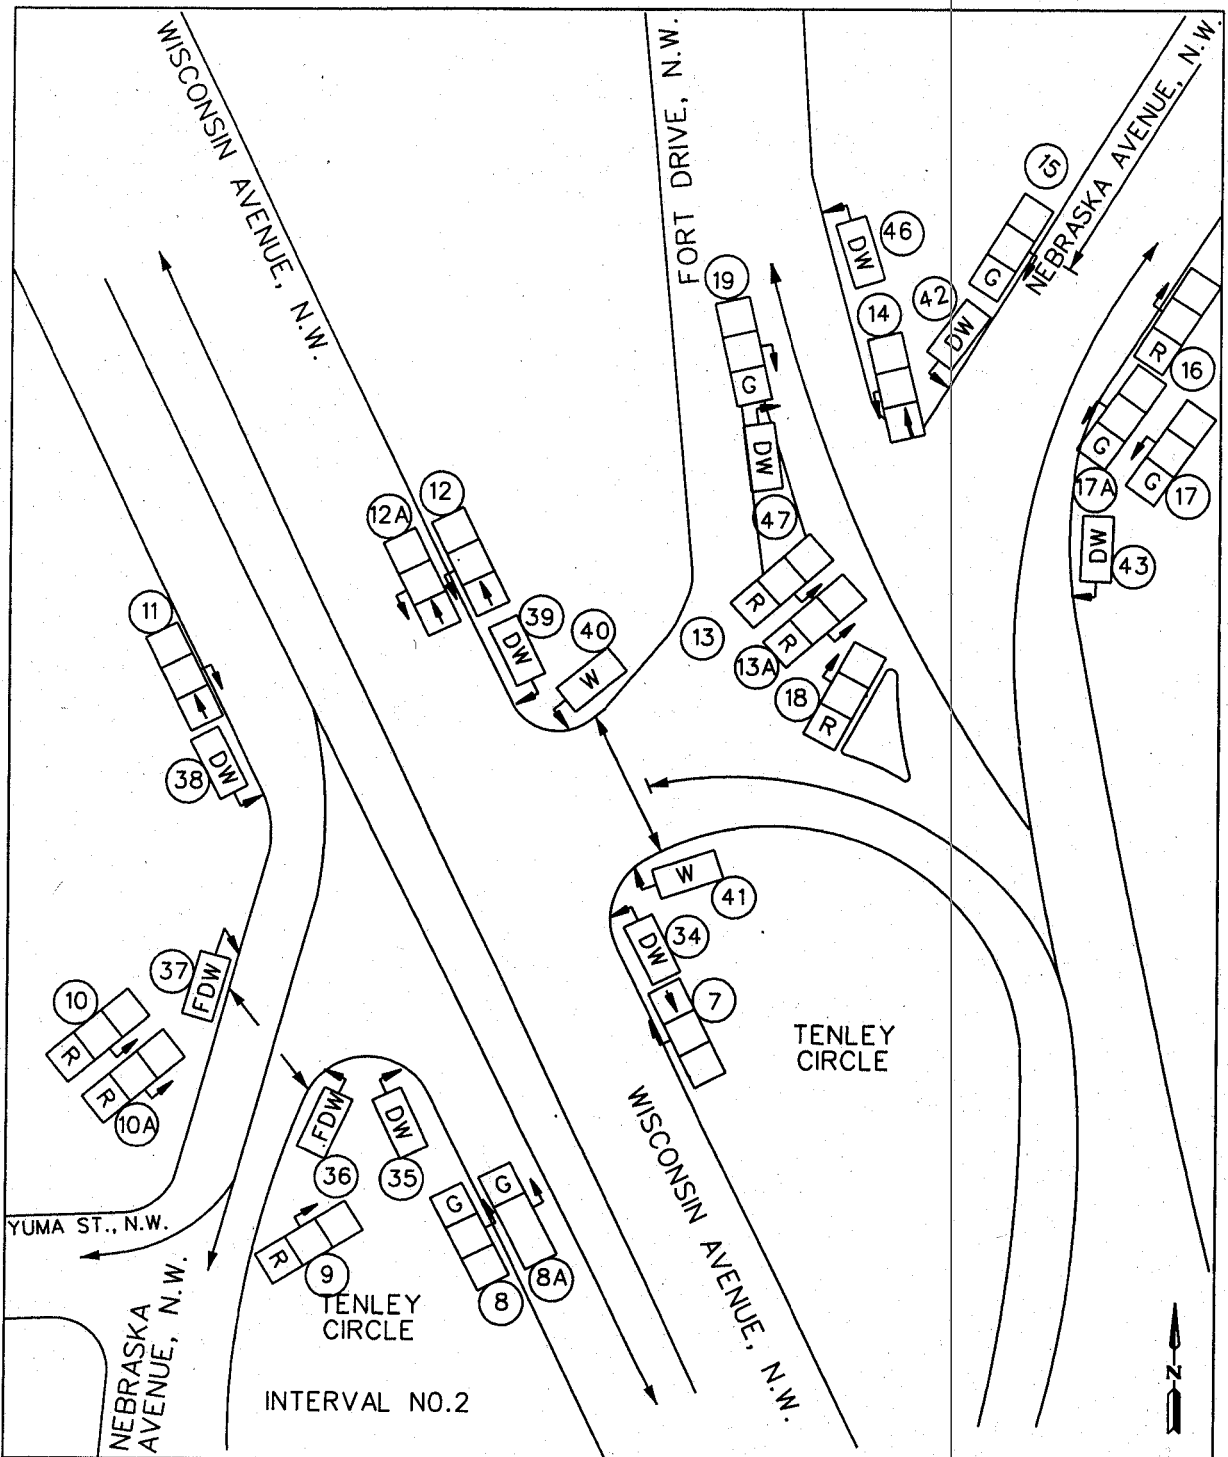 WISCONSIN AVENUE, N.W.
FORT DRIVE, N.W.
NEBRASKA AVENUE, N.W.
15
G
46
DW
42
DW
19
G
14
16
R
17A
G
17
G
DW
47
43
DW
12
12A
39
DW
40
W
13
R
13A
R
18
R
11
38
DW
41
W
34
DW
7
37
FDW
10
R
10A
R
TENLEY
CIRCLE
36
FDW
35
DW
9
R
8
G
8A
G
YUMA ST., N.W.
WISCONSIN AVENUE, N.W.
TENLEY
CIRCLE
NEBRASKA
AVENUE, N.W.
INTERVAL NO.2
N